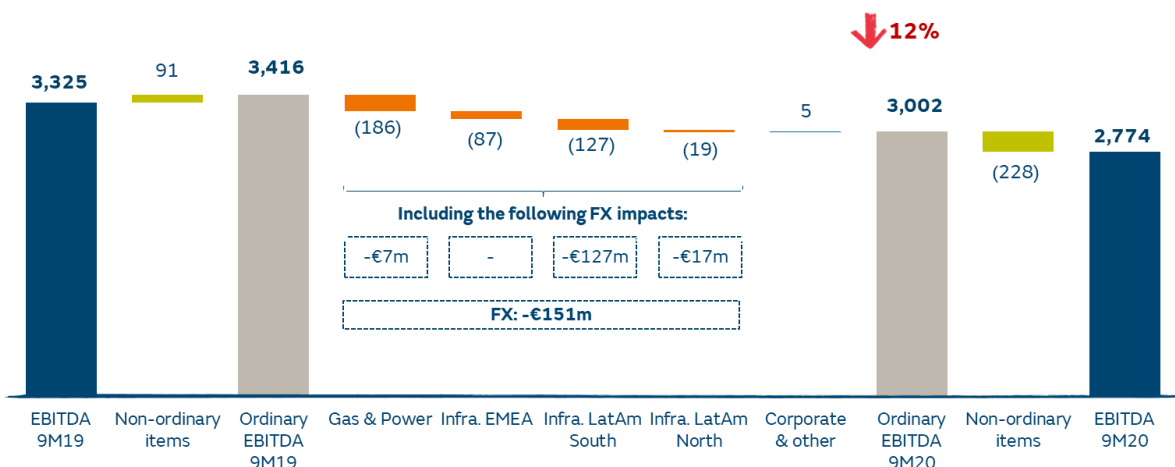 12%
3,325
91
3,416
(186)
(87)
(127)
(19)
5
3,002
(228)
2,774
Including the following FX impacts:
-€7m
-
-€127m
-€17m
FX: -€151m
EBITDA
9M19
Non-ordinary
items
Ordinary
EBITDA
9M19
Gas & Power
Infra. EMEA
Infra. LatAm
South
Infra. LatAm
North
Corporate
& other
Ordinary
EBITDA
9M20
Non-ordinary
items
EBITDA
9M20